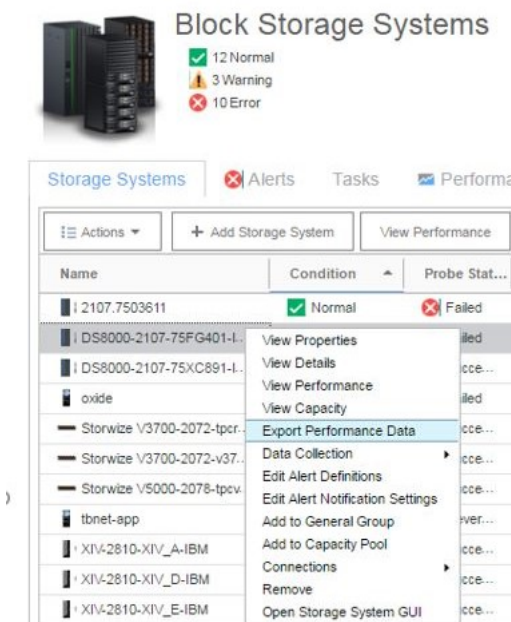 Block Storage Systems
12 Normal
3 Warning
10 Error
Storage Systems Alerts Tasks Performa
Actions + Add Storage System View Performance
Name Condition Probe Stat...
2107.7503611 Normal Failed
DS8000-2107-75FG401-I... iled
DS8000-2107-75XC891-I... cce...
oxide iled
Storwize V3700-2072-tpcr... cce...
Storwize V3700-2072-v37... cce...
Storwize V5000-2078-tpcv... cce...
tbnet-app ever...
XIV-2810-XIV_A-IBM cce...
XIV-2810-XIV_D-IBM cce...
XIV-2810-XIV_E-IBM cce...
View Properties
View Details
View Performance
View Capacity
Export Performance Data
Data Collection
Edit Alert Definitions
Edit Alert Notification Settings
Add to General Group
Add to Capacity Pool
Connections
Remove
Open Storage System GUI